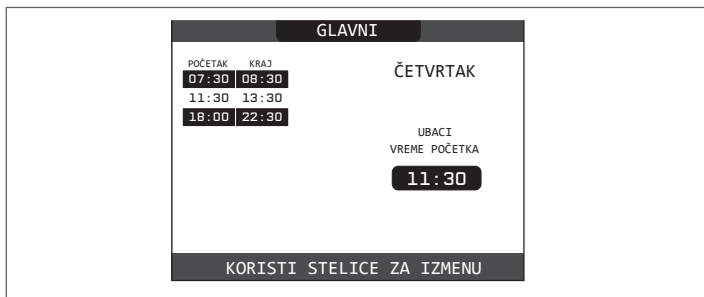 GLAVNI
POČETAK KRAJ
07:30 08:30
11:30 13:30
18:00 22:30
ČETVRTAK
UBACI
VREME POČETKA
11:30
KORISTI STELICE ZA IZMENU